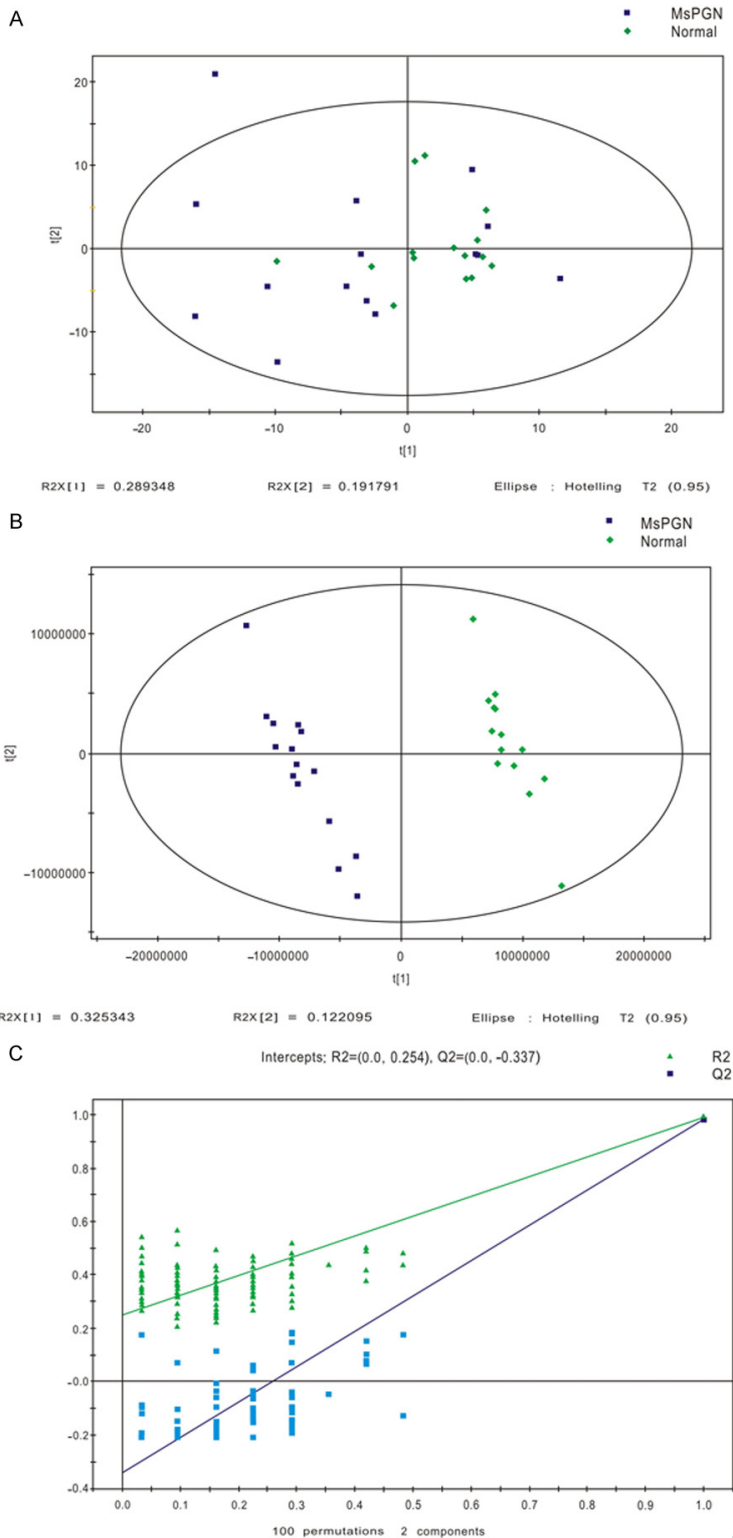 A
MsPGN
Normal
20
10
0
-10
t[2]
-20
-10
0
10
20
t[1]
R2X[1] = 0.289348 R2X[2] = 0.191791 Ellipse : Hotelling T2 (0.95)
B
MsPGN
Normal
10000000
0
-10000000
t[2]
-20000000
-10000000
0
10000000
20000000
t[1]
R2X[1] = 0.325343 R2X[2] = 0.122095 Ellipse : Hotelling T2 (0.95)
C
Intercepts: R2=(0.0, 0.254), Q2=(0.0, -0.337)
R2
Q2
1.0
0.8
0.6
0.4
0.2
-0.0
-0.2
-0.4
0.0 0.1 0.2 0.3 0.4 0.5 0.6 0.7 0.8 0.9 1.0
100 permutations 2 components